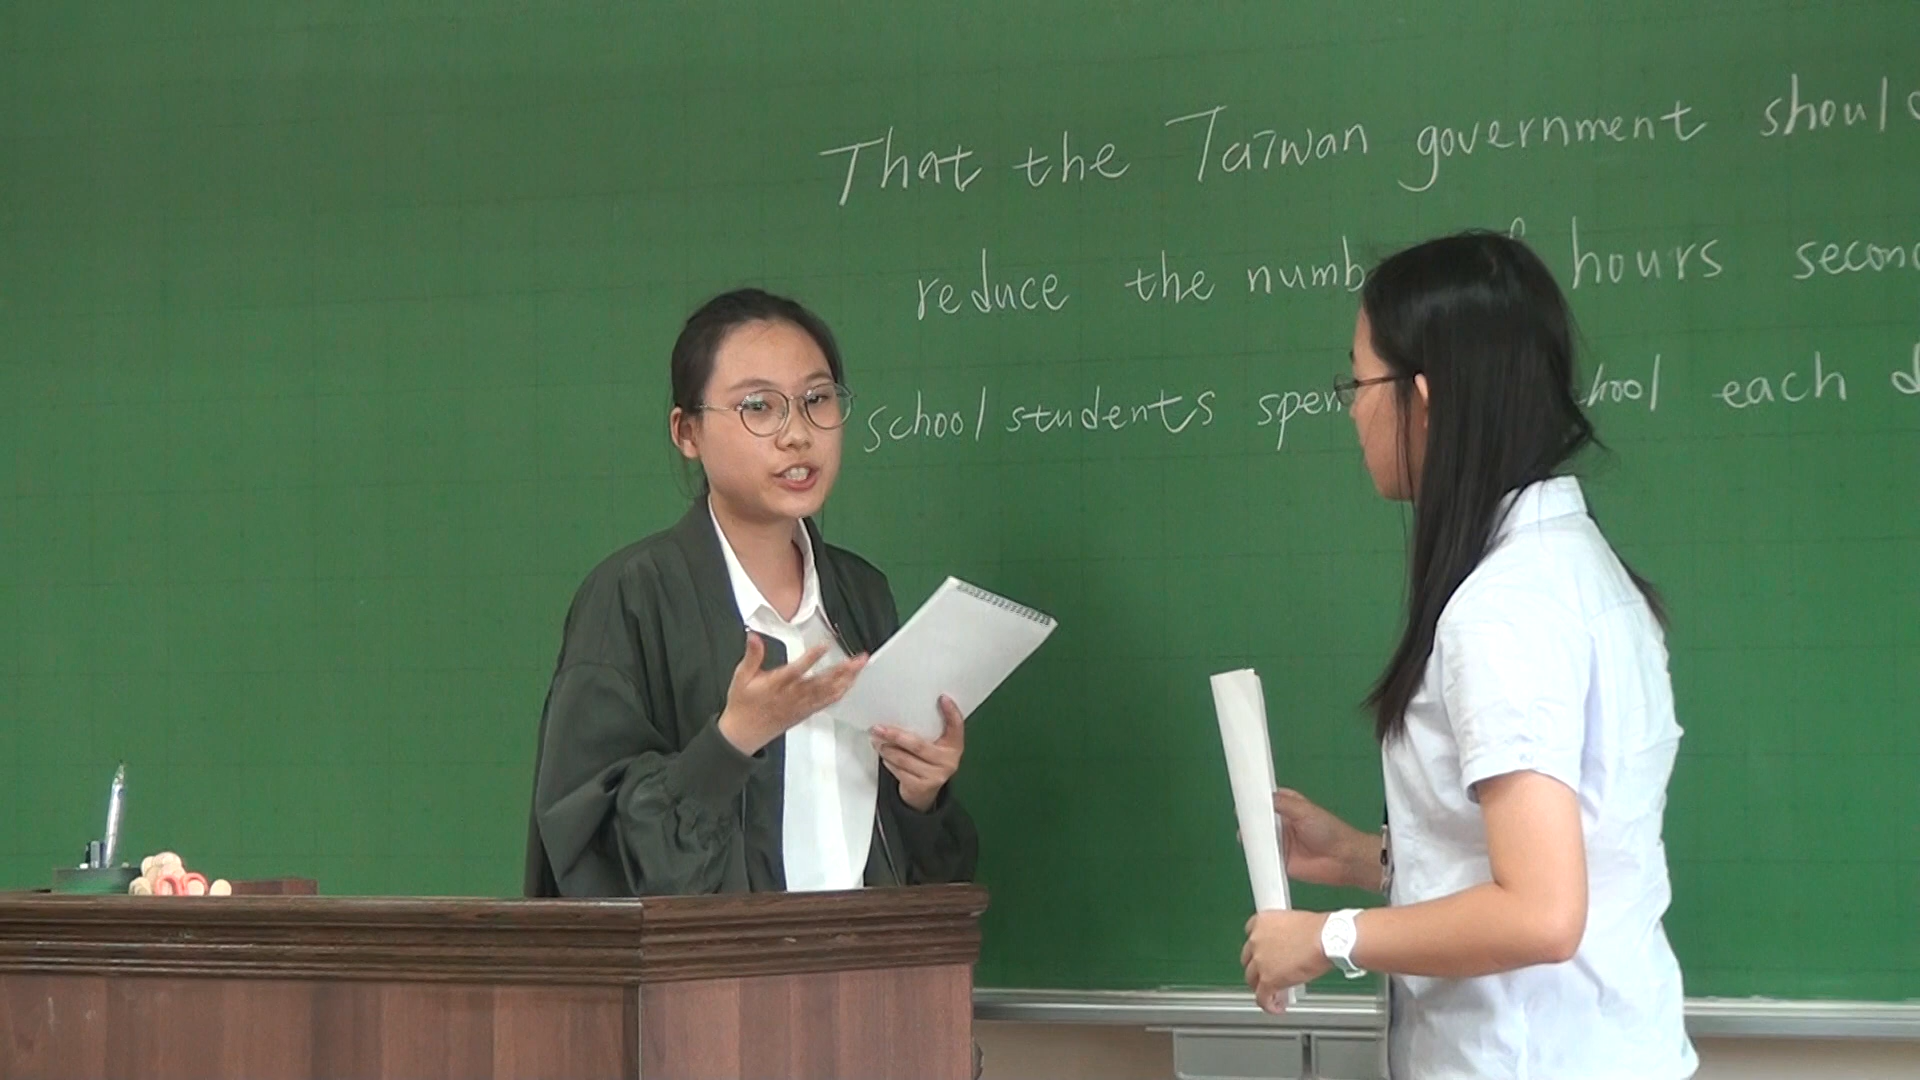 That the Taiwan government shoul
reduce the numb hours secon
school students spen hool each d